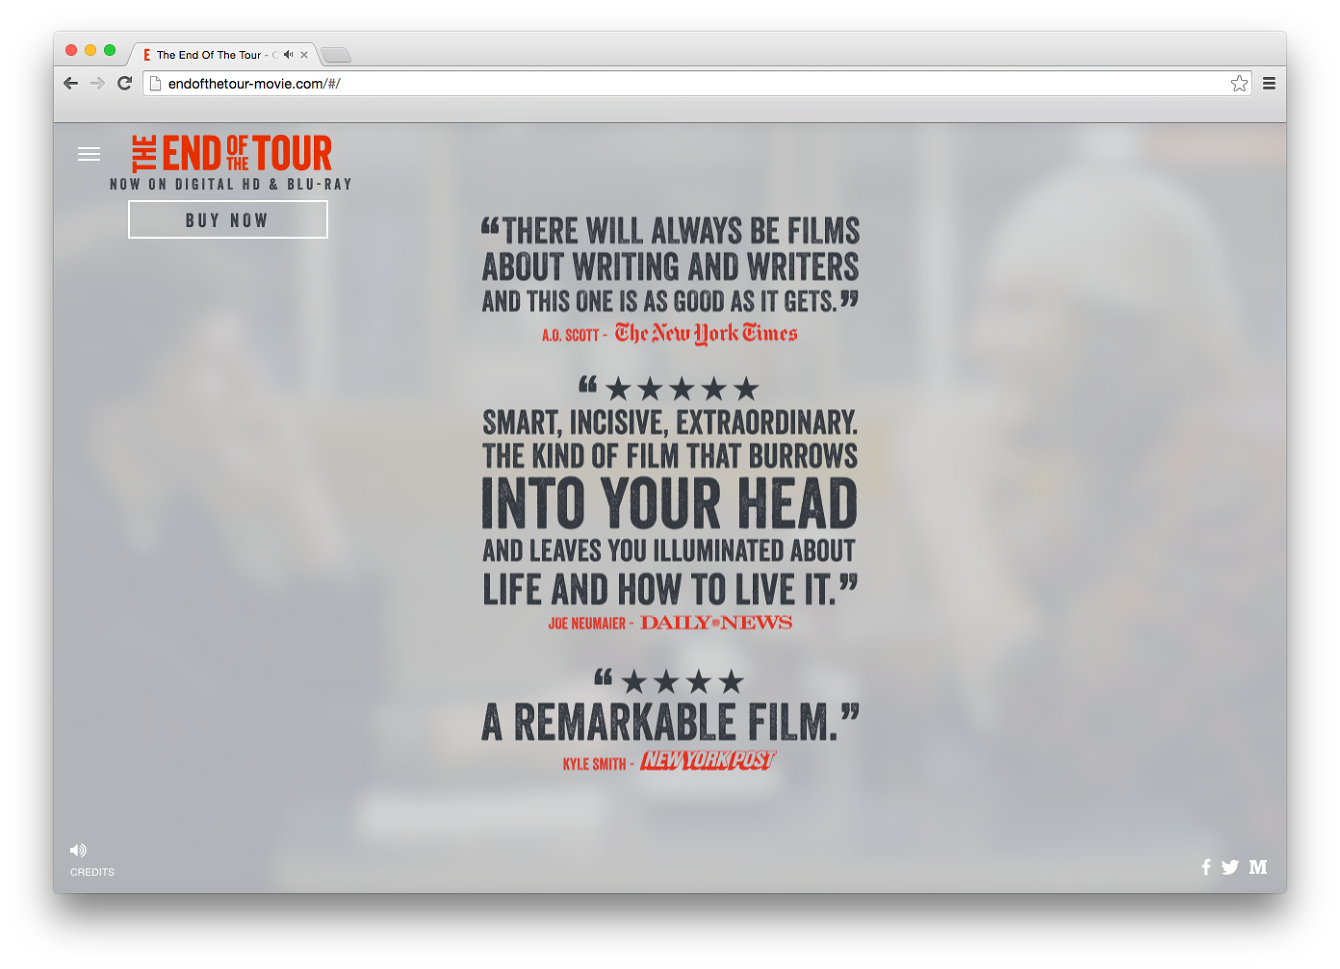 The End Of The Tour -
endofthetour-movie.com/#/
THE END OF THE TOUR
NOW ON DIGITAL HD & BLU-RAY
BUY NOW
“THERE WILL ALWAYS BE FILMS
ABOUT WRITING AND WRITERS
AND THIS ONE IS AS GOOD AS IT GETS.”
A.O. SCOTT - The New York Times
“★★★★★
SMART, INCISIVE, EXTRAORDINARY.
THE KIND OF FILM THAT BURROWS
INTO YOUR HEAD
AND LEAVES YOU ILLUMINATED ABOUT
LIFE AND HOW TO LIVE IT.”
JOE NEUMAIER - DAILY NEWS
“★★★★
A REMARKABLE FILM.”
KYLE SMITH - NEW YORK POST
CREDITS